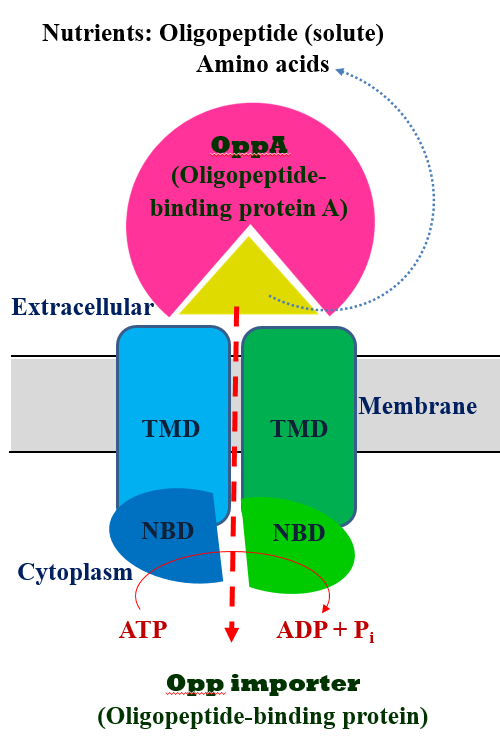 Nutrients: Oligopeptide (solute)
Amino acids
OppA
(Oligopeptide-
binding protein A)
Extracellular
TMD
TMD
Membrane
NBD
NBD
Cytoplasm
ATP
ADP + Pi
Opp importer
(Oligopeptide-binding protein)